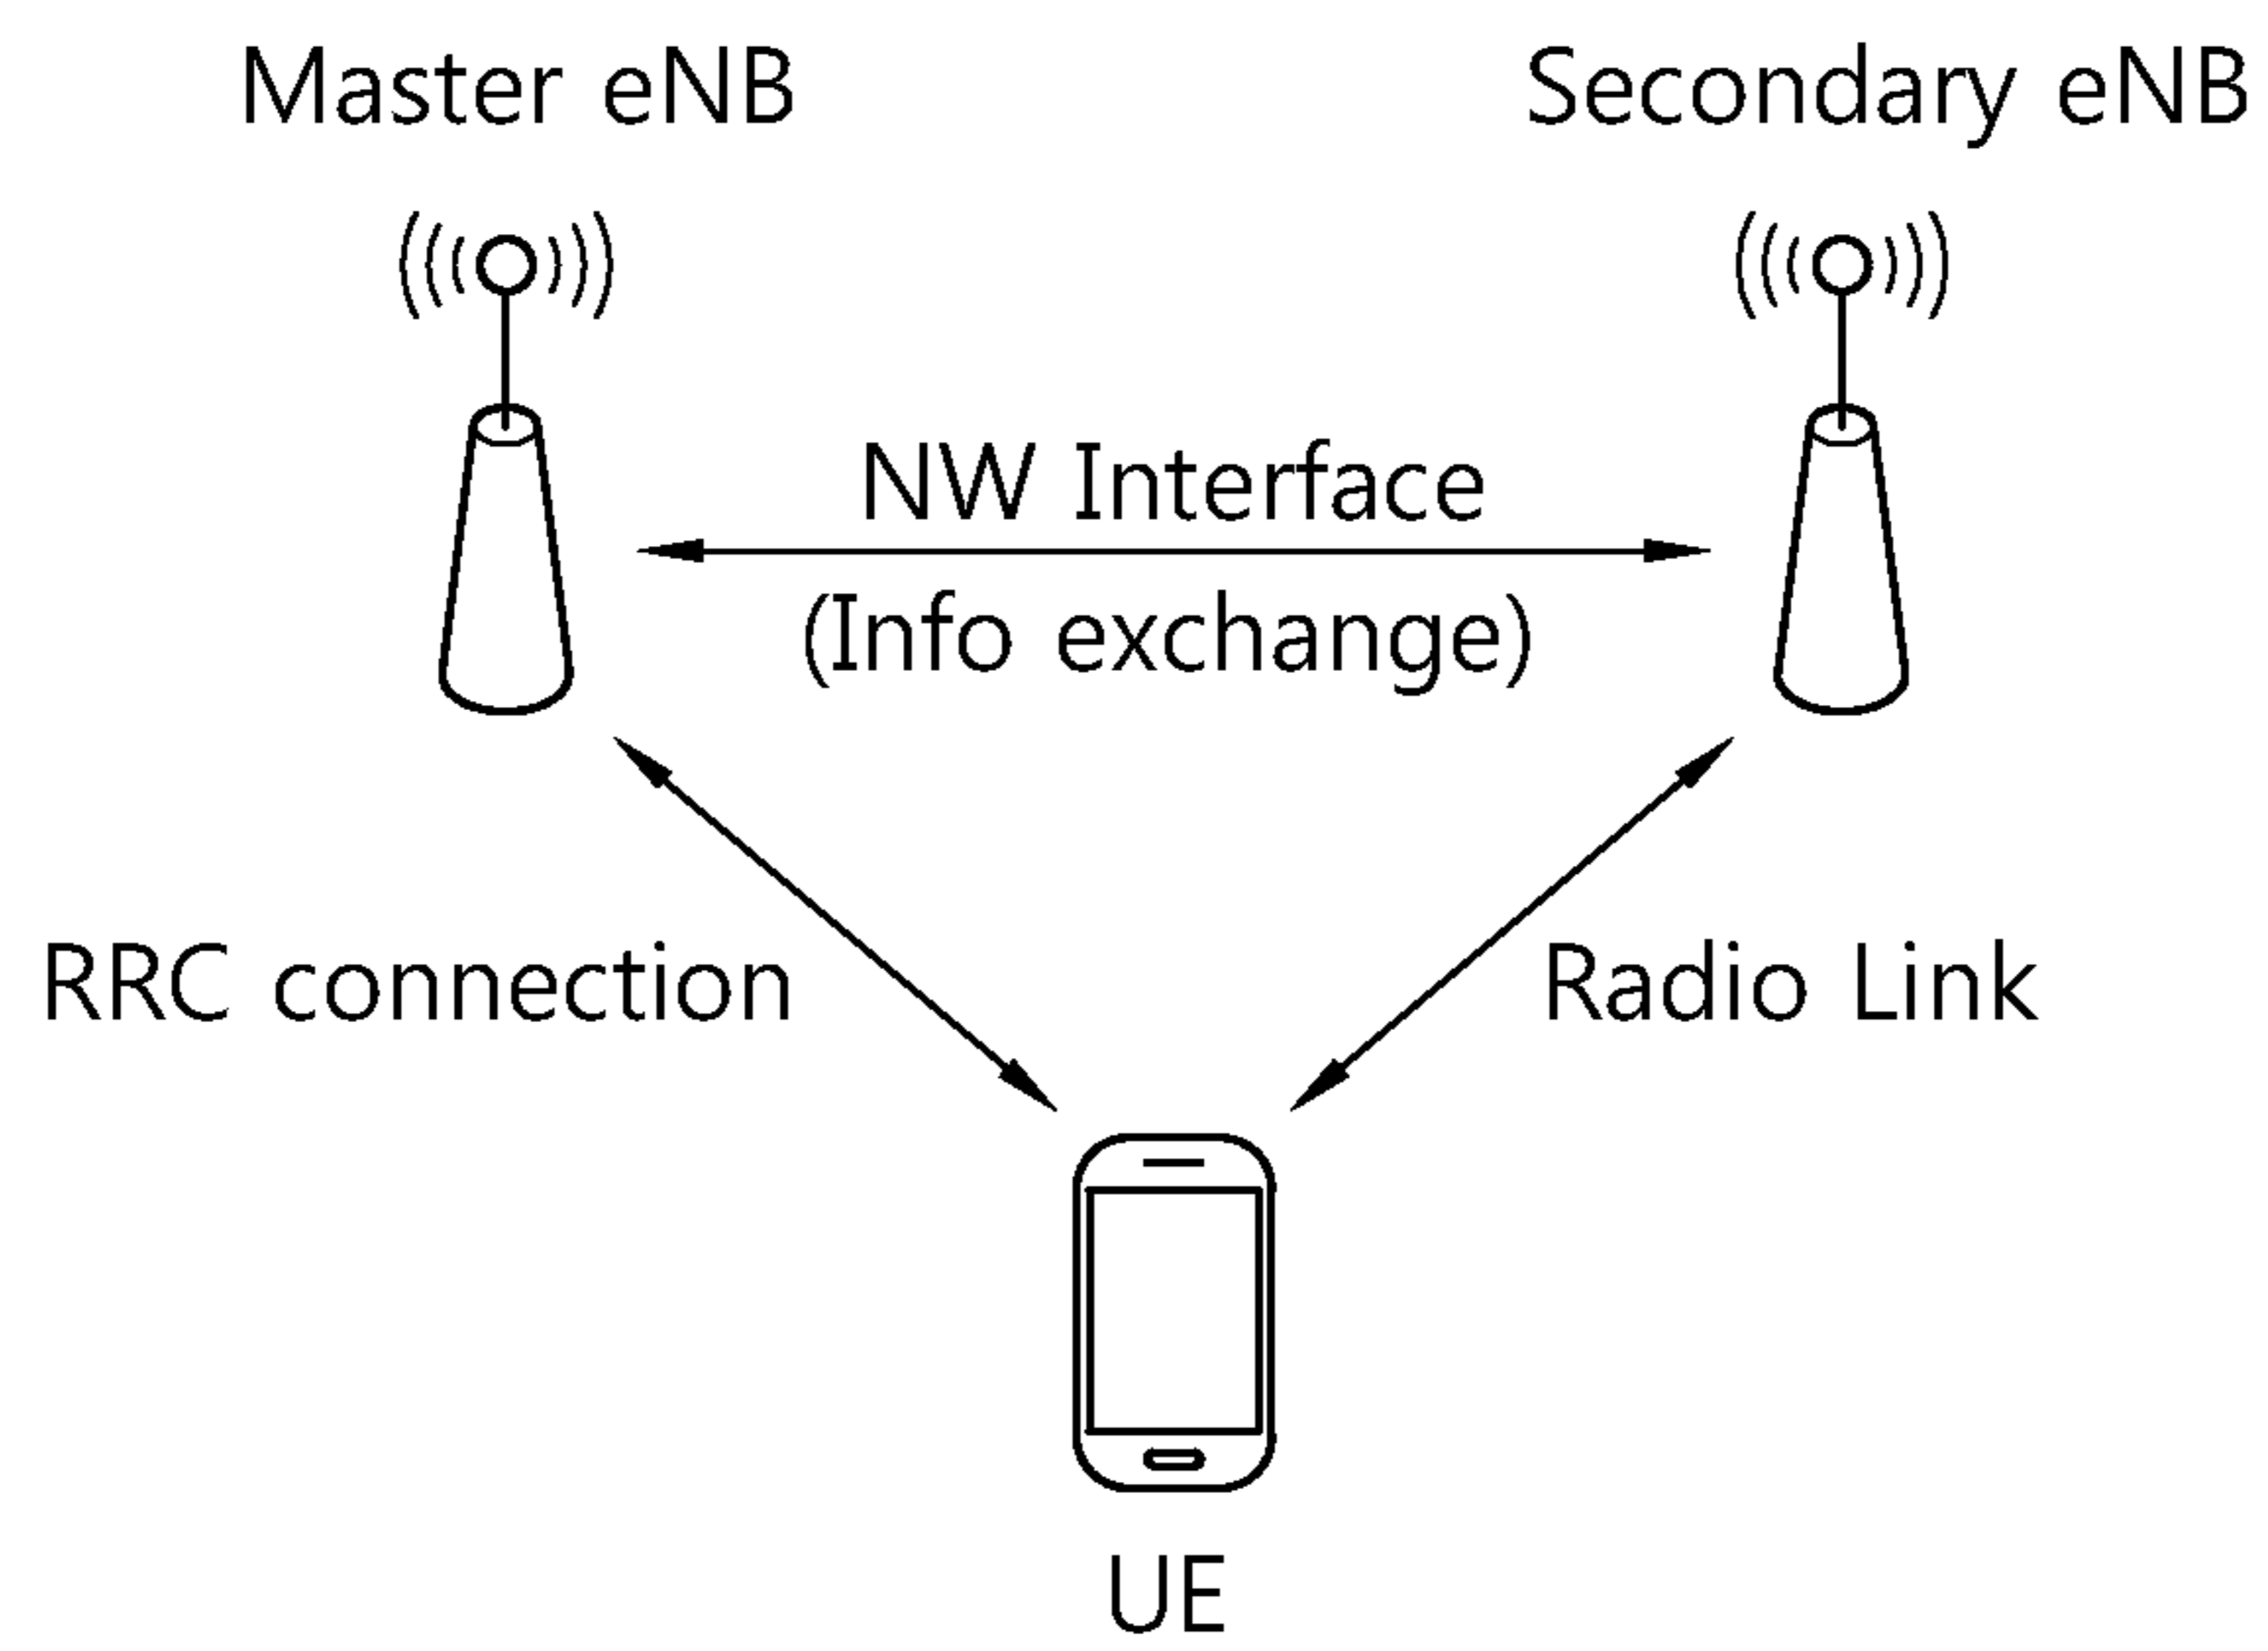 Master eNB
Secondary eNB
NW Interface
(Info exchange)
RRC connection
Radio Link
UE